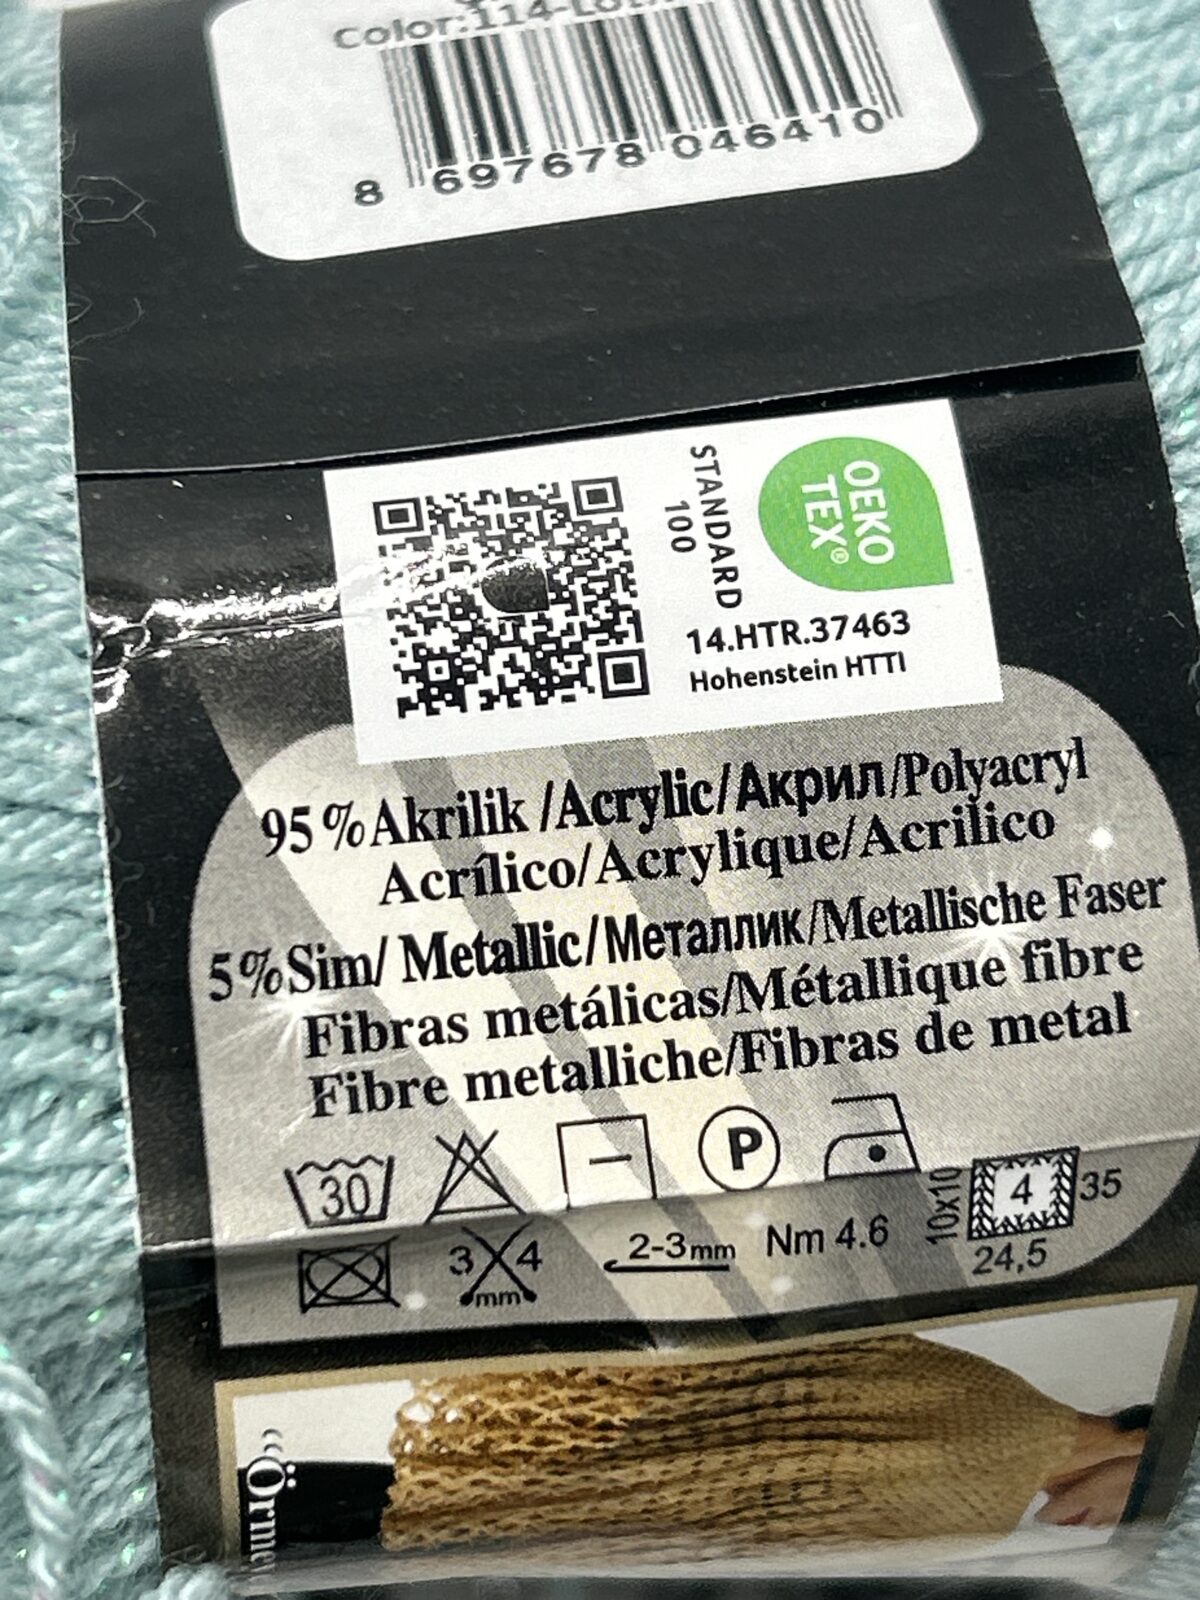 Color:114-
8 697678 046410
OEKO
TEX®
STANDARD
100
14.HTR.37463
Hohenstein HTTI
95 % Akrilik /Acrylic/Акрил/Polyacryl
Acrílico/Acrylique/Acrilico
5%Sim/ Metallic/Металлик/Metallische Faser
Fibras metálicas/Métallique fibre
Fibre metalliche/Fibras de metal
30
P
10x10
4
35
24,5
3 4
mm
2-3mm
Nm 4.6